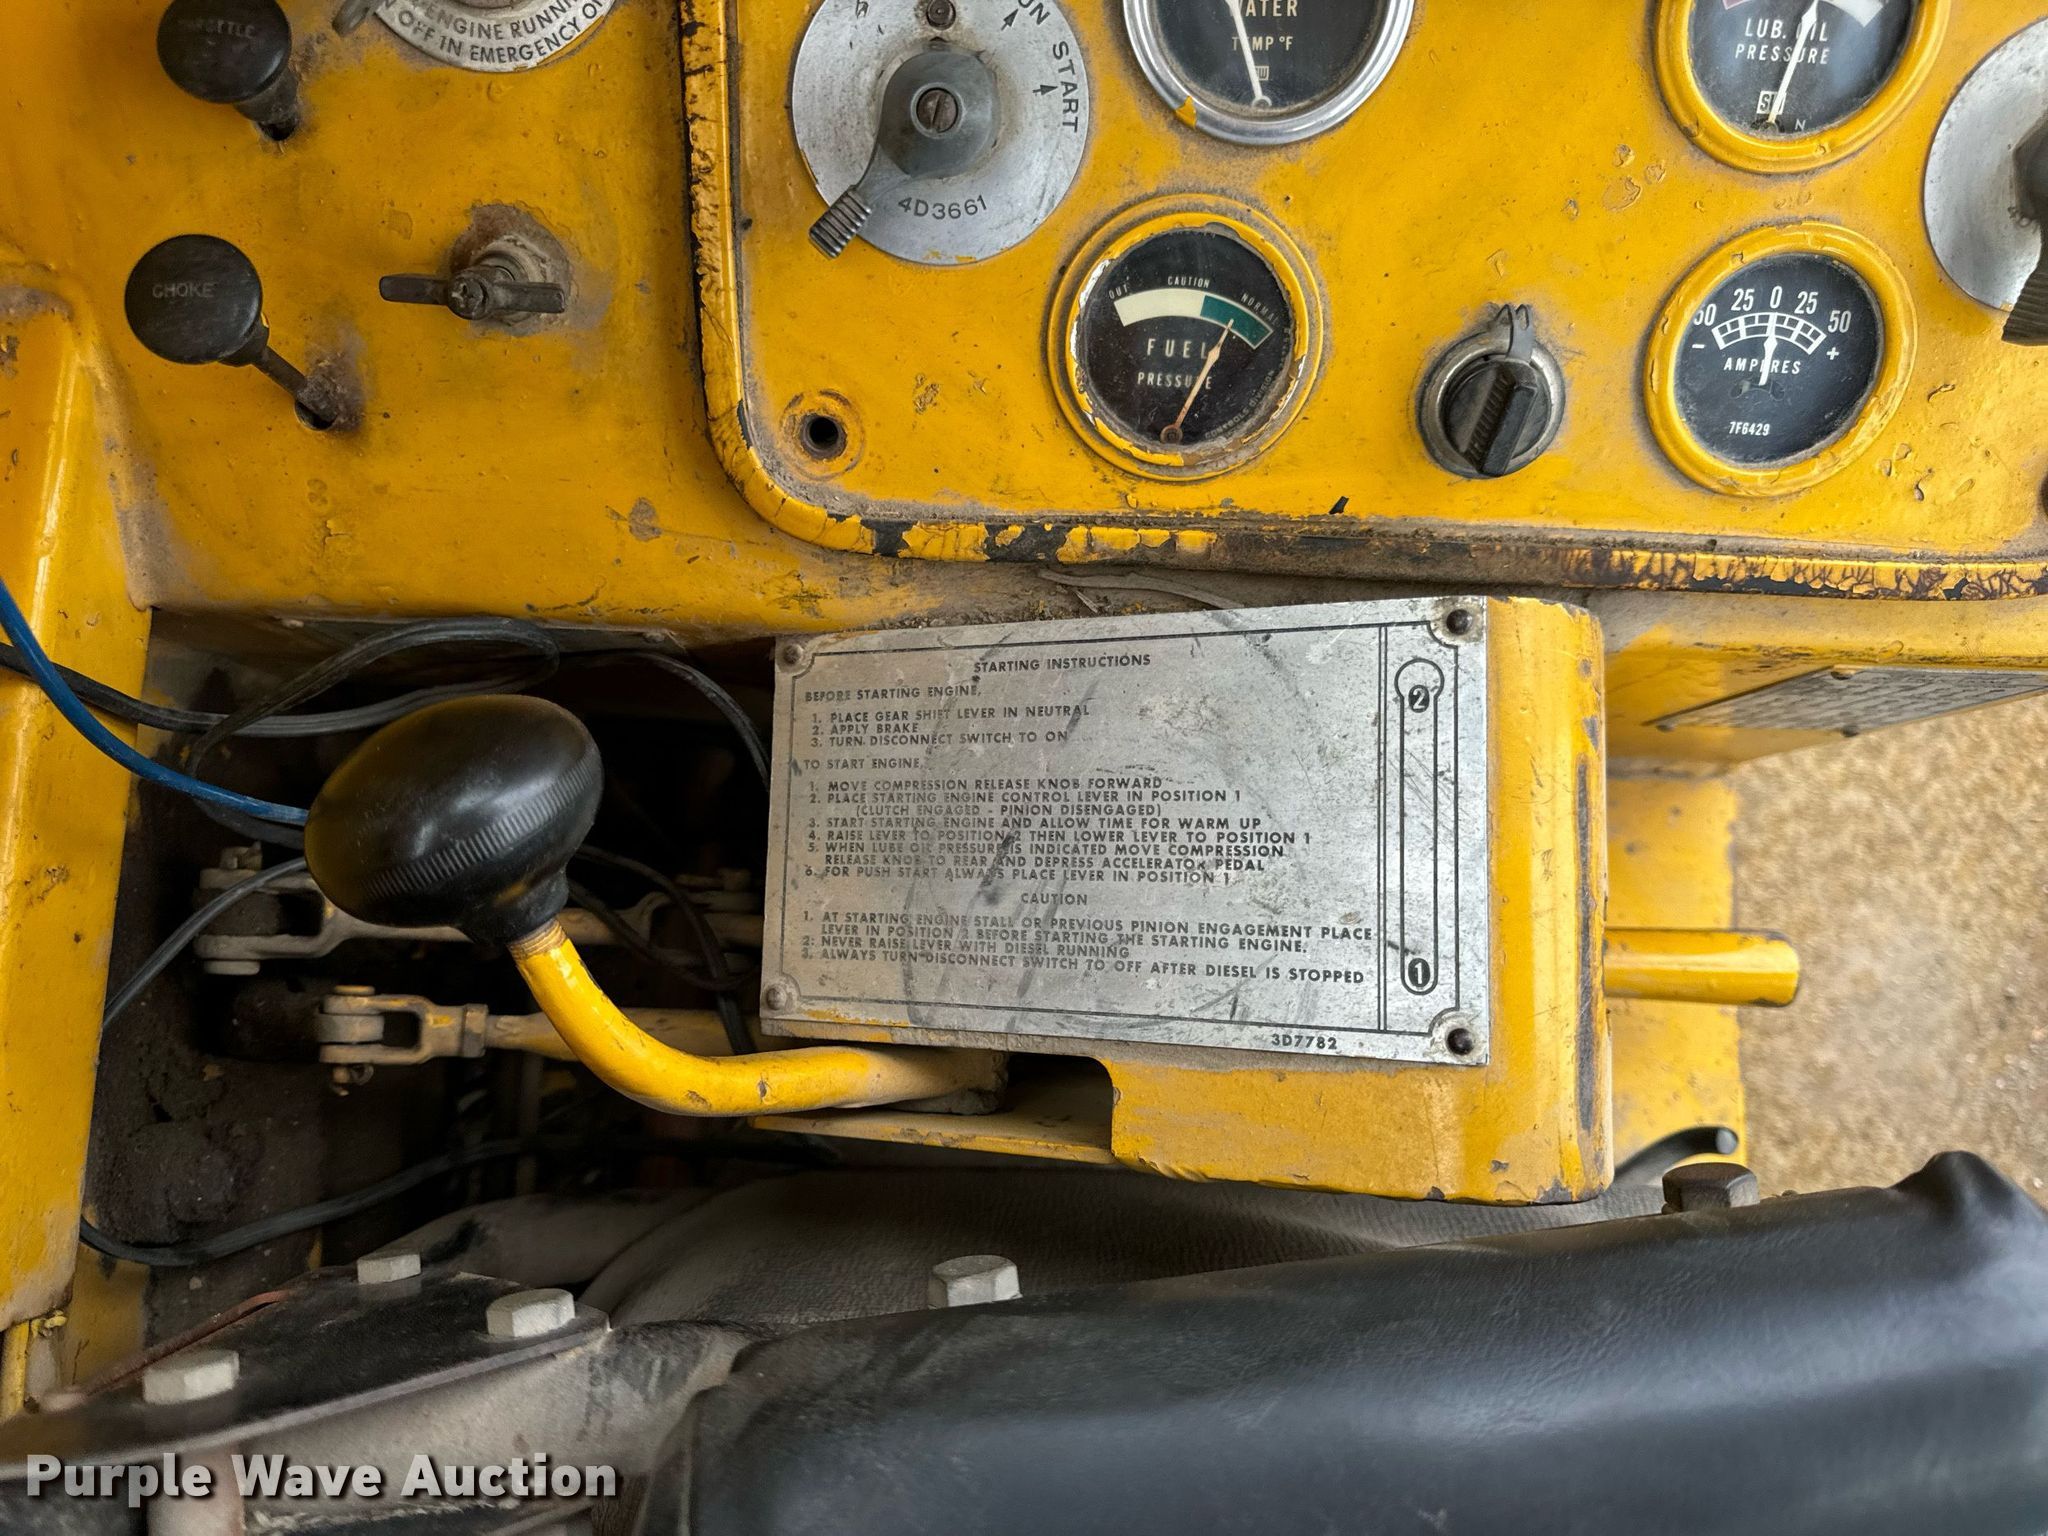 THROTTLE
ENGINE RUNNING
OFF IN EMERGENCY
ON
START
4D3661
WATER
TEMP °F
LUB. OIL
PRESSURE
N
CHOKE
OUT CAUTION NORMAL
FUEL
PRESSURE
50 25 0 25 50
- +
AMPERES
7F6429
STARTING INSTRUCTIONS
BEFORE STARTING ENGINE,
1. PLACE GEAR SHIFT LEVER IN NEUTRAL
2. APPLY BRAKE
3. TURN DISCONNECT SWITCH TO ON
TO START ENGINE,
1. MOVE COMPRESSION RELEASE KNOB FORWARD
2. PLACE STARTING ENGINE CONTROL LEVER IN POSITION 1
(CLUTCH ENGAGED - PINION DISENGAGED)
3. START STARTING ENGINE AND ALLOW TIME FOR WARM UP
4. RAISE LEVER TO POSITION 2 THEN LOWER LEVER TO POSITION 1
5. WHEN LUBE OIL PRESSURE IS INDICATED MOVE COMPRESSION
RELEASE KNOB TO REAR AND DEPRESS ACCELERATOR PEDAL
6. FOR PUSH START ALWAYS PLACE LEVER IN POSITION 1
CAUTION
1. AT STARTING ENGINE STALL OR PREVIOUS PINION ENGAGEMENT PLACE
LEVER IN POSITION 2 BEFORE STARTING THE STARTING ENGINE.
2. NEVER RAISE LEVER WITH DIESEL RUNNING
3. ALWAYS TURN DISCONNECT SWITCH TO OFF AFTER DIESEL IS STOPPED
2
1
3D7782
Purple Wave Auction